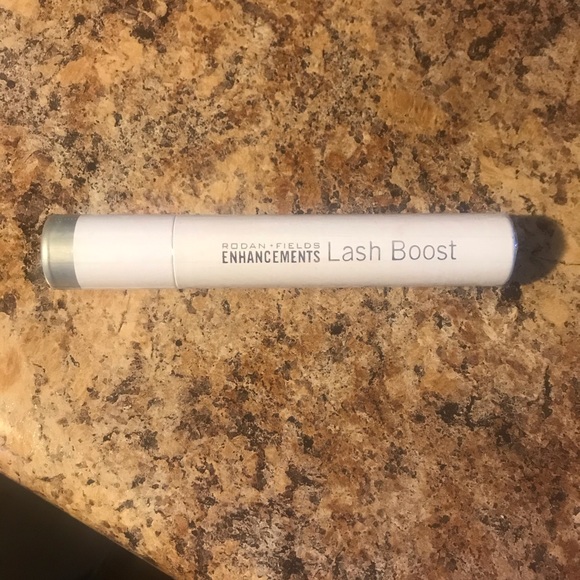 RODAN + FIELDS
ENHANCEMENTS Lash Boost